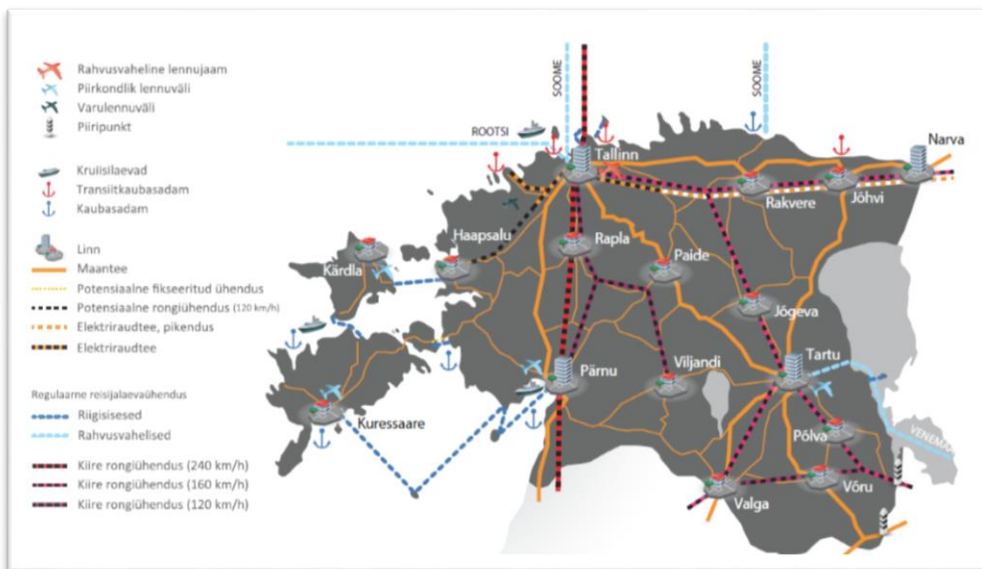 Rahvusvaheline lennujaam
Piirkondlik lennuväli
Varulennuväli
Piiripunkt
Kruiisilaevad
Transiitkaubasadam
Kaubasadam
Linn
Maantee
Potensiaalne fikseeritud ühendus
Potensiaalne rongiühendus (120 km/h)
Elektriraudtee, pikendus
Elektriraudtee
Regulaarne reisijalaevaühendus
Riigisisesed
Rahvusvahelised
Kiire rongiühendus (240 km/h)
Kiire rongiühendus (160 km/h)
Kiire rongiühendus (120 km/h)
SOOME
SOOME
ROOTSI
Tallinn
Narva
Rakvere
Jõhvi
Haapsalu
Rapla
Paide
Kärdla
Jõgeva
Pärnu
Viljandi
Tartu
Kuressaare
Põlva
VENEMAA
Valga
Võru